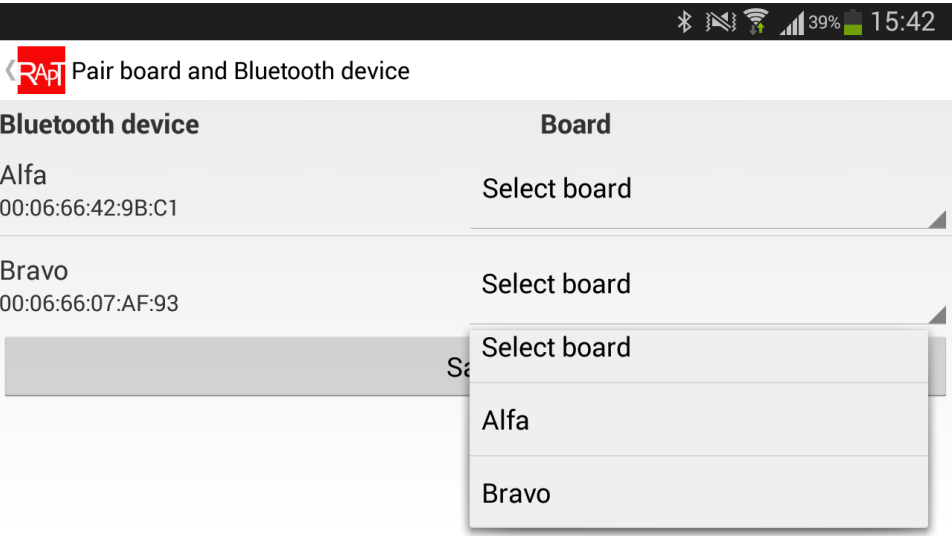 39% 15:42
RApT Pair board and Bluetooth device
Bluetooth device Board
Alfa
00:06:66:42:9B:C1
Select board
Bravo
00:06:66:07:AF:93
Select board
Sa
Select board
Alfa
Bravo